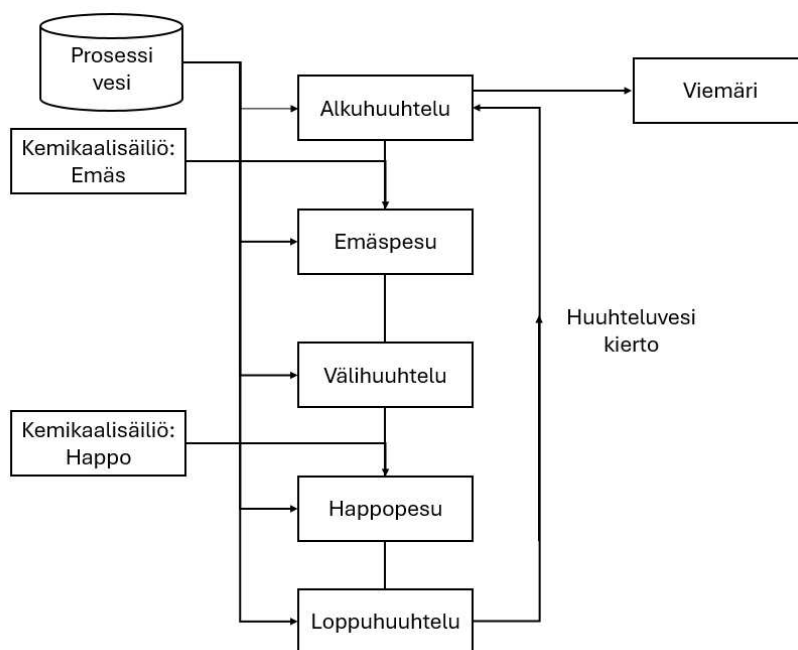 Prosessi
vesi
Alkuhuuhtelu
Viemäri
Kemikaalisäiliö:
Emäs
Emäspesu
Huuhteluvesi
kierto
Välihuuhtelu
Kemikaalisäiliö:
Happo
Happopesu
Loppuhuuhtelu